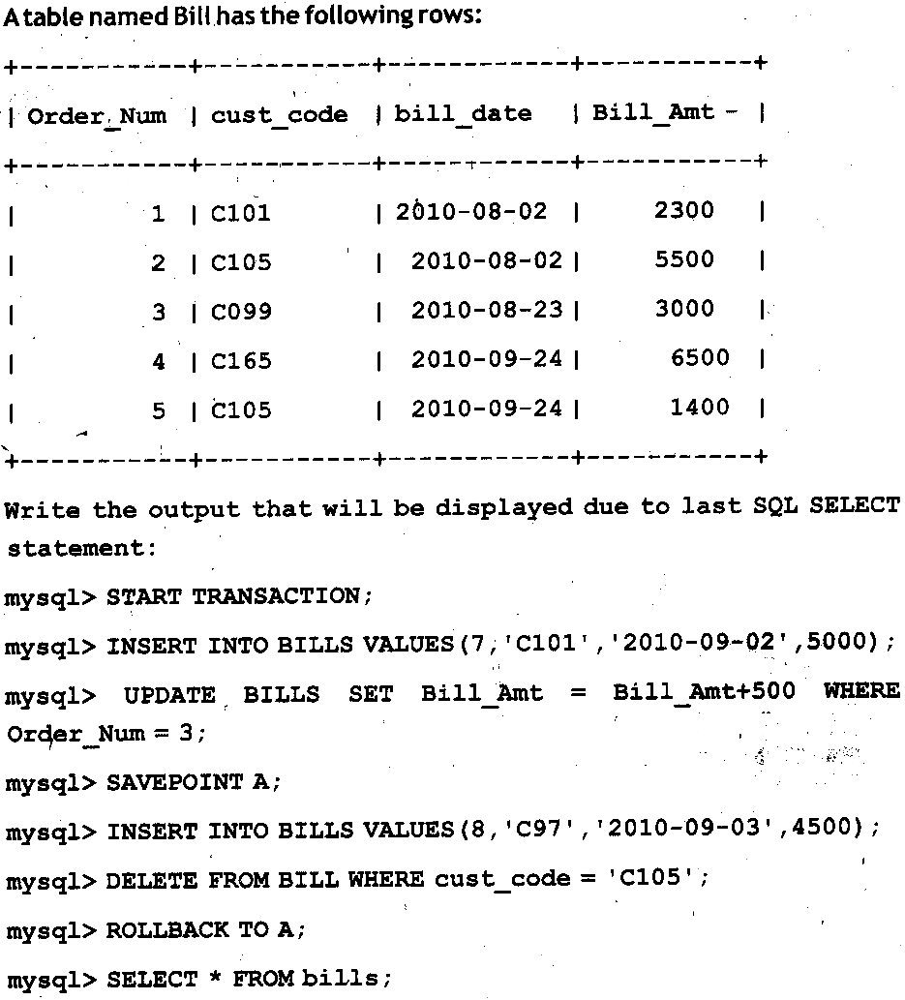 A table named Bill has the following rows:
+-----------+-----------+------------+-----------+
| Order_Num | cust_code | bill_date | Bill_Amt - |
+-----------+-----------+------------+-----------+
| 1 | C101 | 2010-08-02 | 2300 |
| 2 | C105 | 2010-08-02 | 5500 |
| 3 | C099 | 2010-08-23 | 3000 |
| 4 | C165 | 2010-09-24 | 6500 |
| 5 | C105 | 2010-09-24 | 1400 |
+-----------+-----------+------------+-----------+
Write the output that will be displayed due to last SQL SELECT
statement:
mysql> START TRANSACTION;
mysql> INSERT INTO BILLS VALUES(7,'C101','2010-09-02',5000);
mysql> UPDATE BILLS SET Bill_Amt = Bill_Amt+500 WHERE
Order_Num = 3;
mysql> SAVEPOINT A;
mysql> INSERT INTO BILLS VALUES(8,'C97','2010-09-03',4500);
mysql> DELETE FROM BILL WHERE cust_code = 'C105';
mysql> ROLLBACK TO A;
mysql> SELECT * FROM bills;